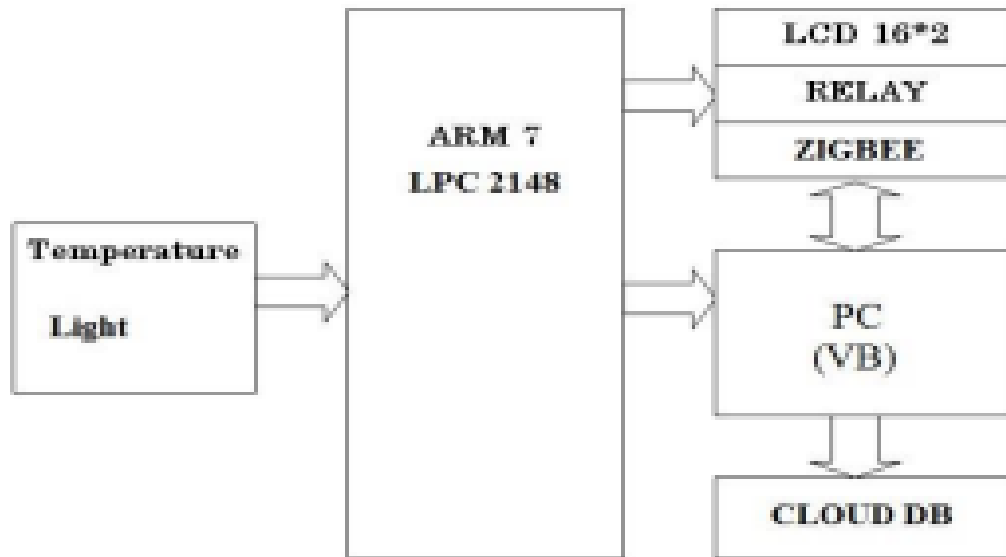 LCD 16*2
RELAY
ZIGBEE
ARM 7
LPC 2148
Temperature
Light
PC
(VB)
CLOUD DB